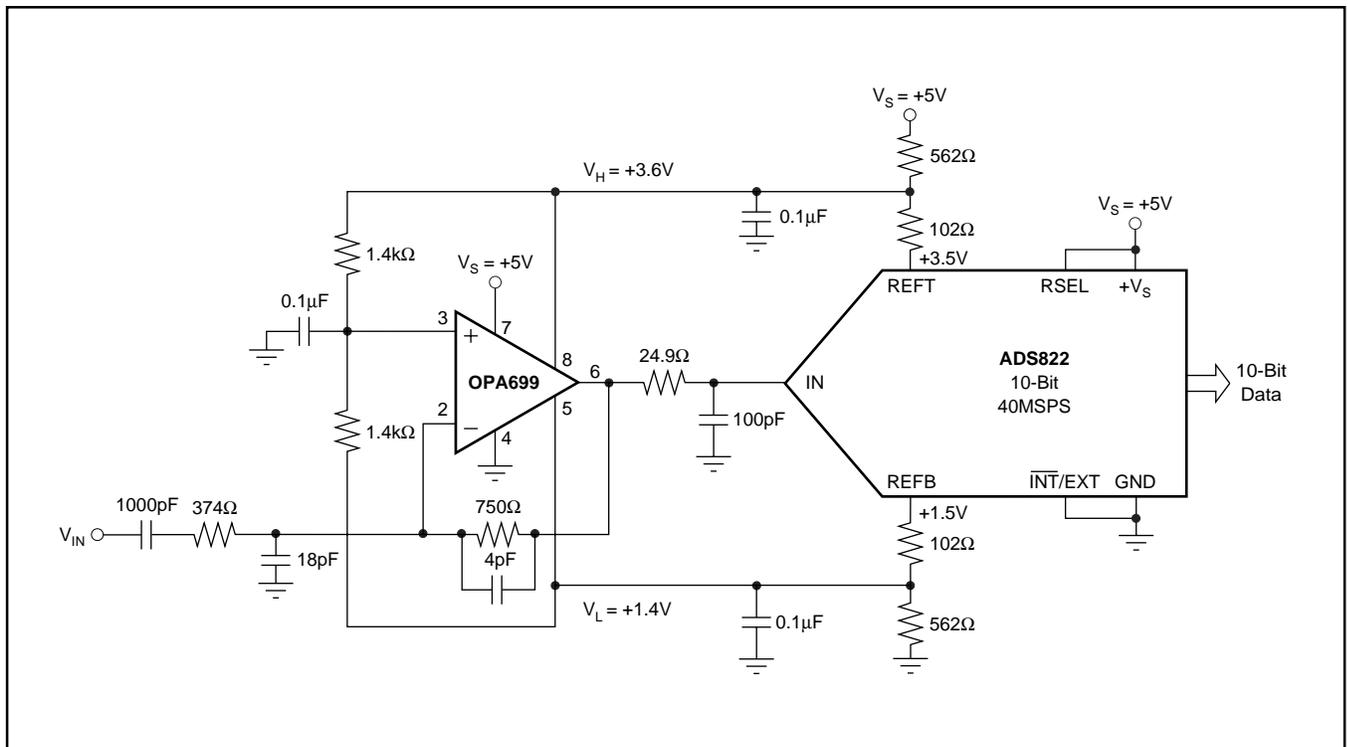 V_S = +5V
562Ω
V_H = +3.6V
0.1µF
102Ω
V_S = +5V
1.4kΩ
V_S = +5V
+3.5V
REFT
RSEL
+V_S
0.1µF
3
+
7
8
24.9Ω
6
OPA699
IN
ADS822
10-Bit
40MSPS
10-Bit
Data
2
−
5
4
1.4kΩ
100pF
REFB
INT/EXT
GND
1000pF
374Ω
750Ω
+1.5V
V_IN
18pF
4pF
102Ω
V_L = +1.4V
0.1µF
562Ω